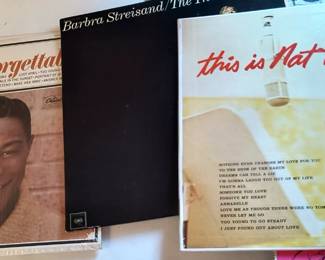 rgettab
Barbra Streisand/The
this is Nat
NOTHING EVER CHANGES MY LOVE FOR YOU
TO THE ENDS OF THE EARTH
DREAMS CAN TELL A LIE
I'M GONNA LAUGH YOU OUT OF MY LIFE
THAT'S ALL
SOMEONE YOU LOVE
FORGIVE MY HEART
ANNABELLE
LOVE ME AS THOUGH THERE WERE NO TOM
NEVER LET ME GO
TOO YOUNG TO GO STEADY
I JUST FOUND OUT ABOUT LOVE